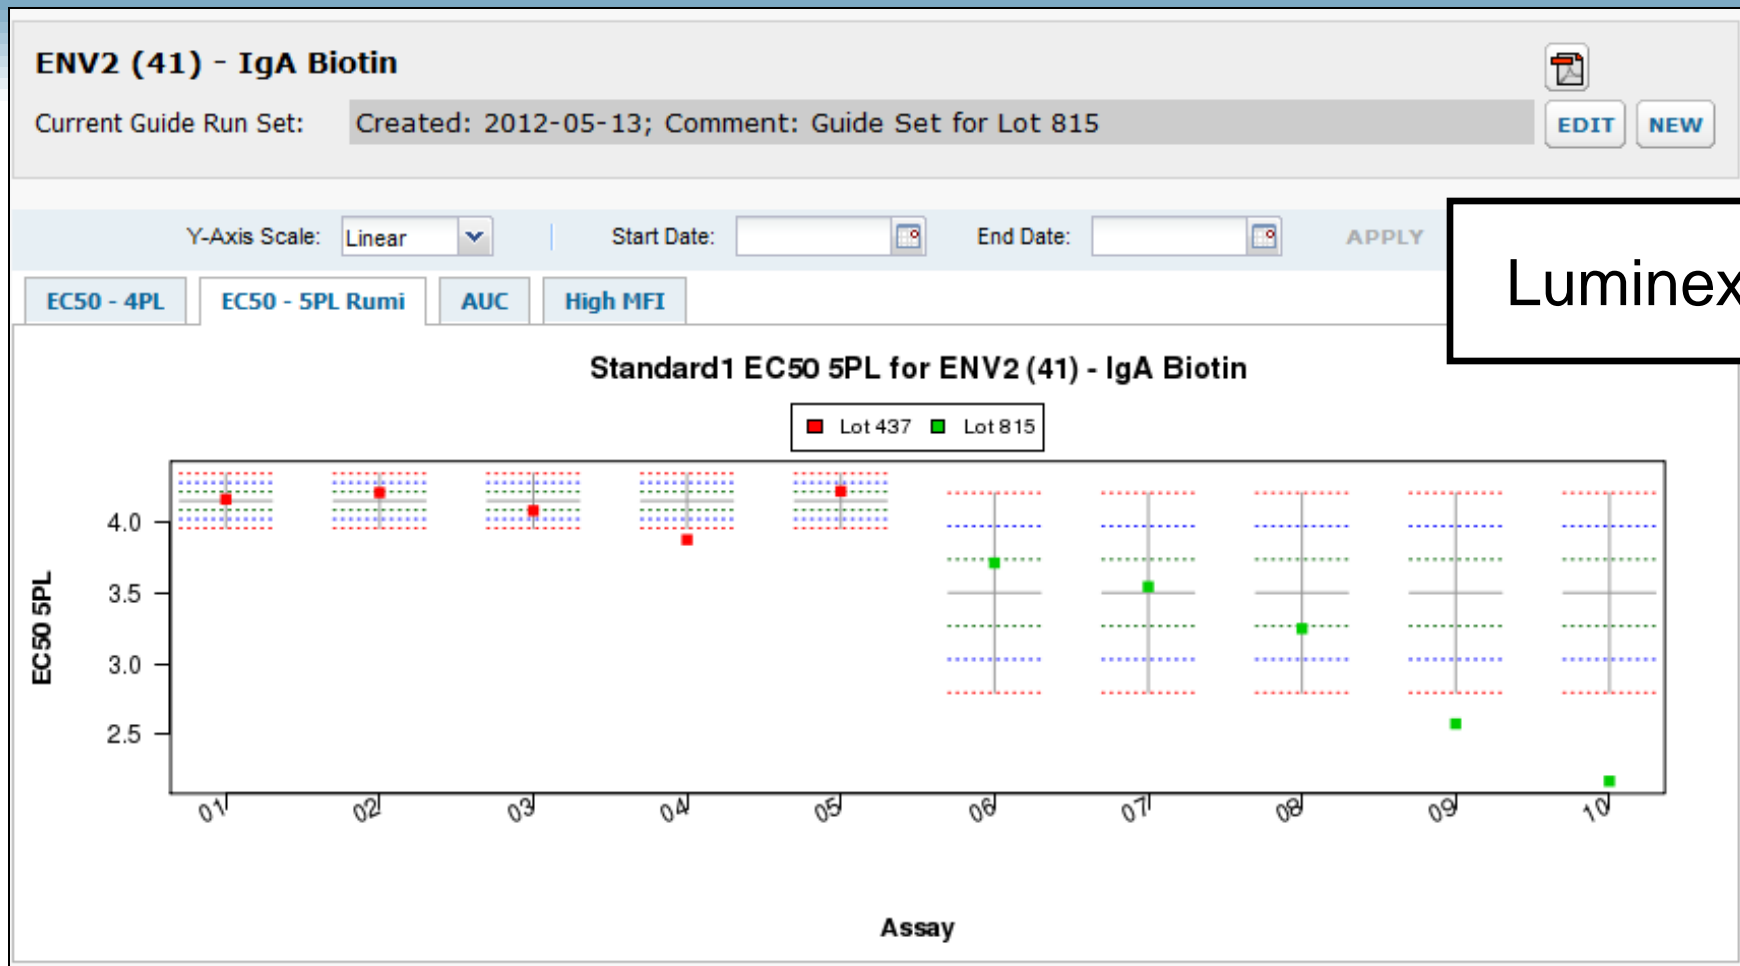 ENV2 (41) - IgA Biotin
Current Guide Run Set: Created: 2012-05-13; Comment: Guide Set for Lot 815 EDIT NEW
Y-Axis Scale: Linear Start Date: End Date: APPLY
Luminex
EC50 - 4PL EC50 - 5PL Rumi AUC High MFI
Standard1 EC50 5PL for ENV2 (41) - IgA Biotin
Lot 437 Lot 815
EC50 5PL
4.0
3.5
3.0
2.5
01 02 03 04 05 06 07 08 09 10
Assay